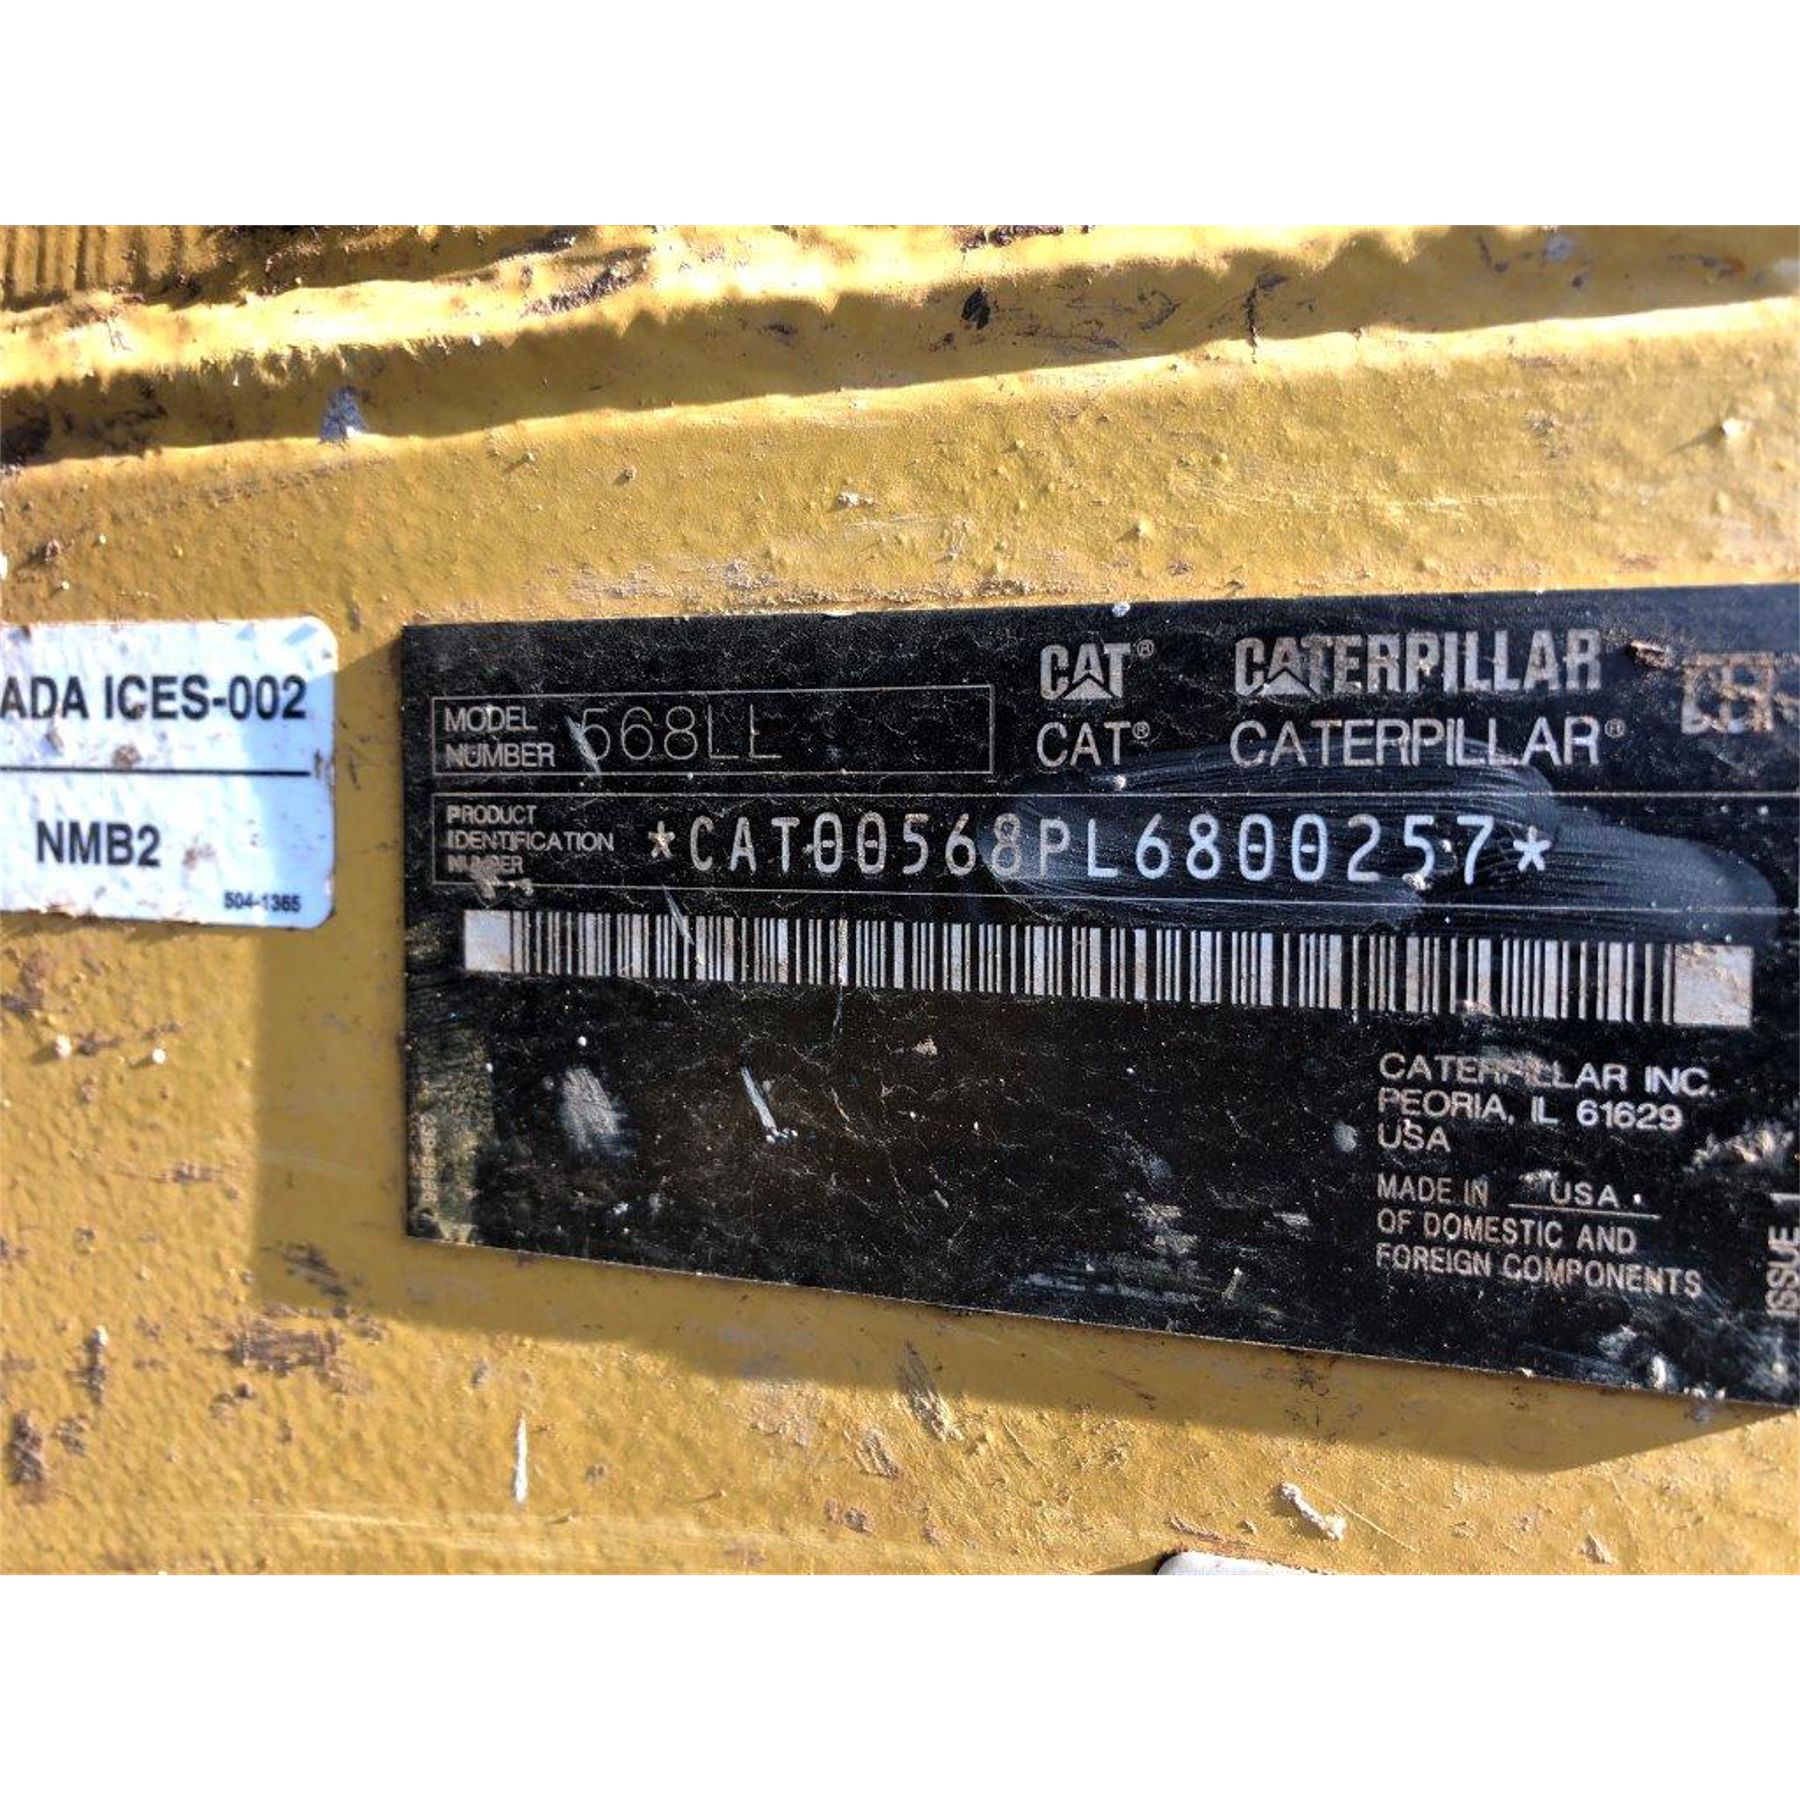 ADA ICES-002
NMB2
504-1365
CAT® CATERPILLAR
MODEL NUMBER 568LL
CAT® CATERPILLAR®
PRODUCT IDENTIFICATION NUMBER *CAT00568PL6800257*
CATERPILLAR INC.
PEORIA, IL 61629
USA
MADE IN USA
OF DOMESTIC AND
FOREIGN COMPONENTS
ISSUE 1